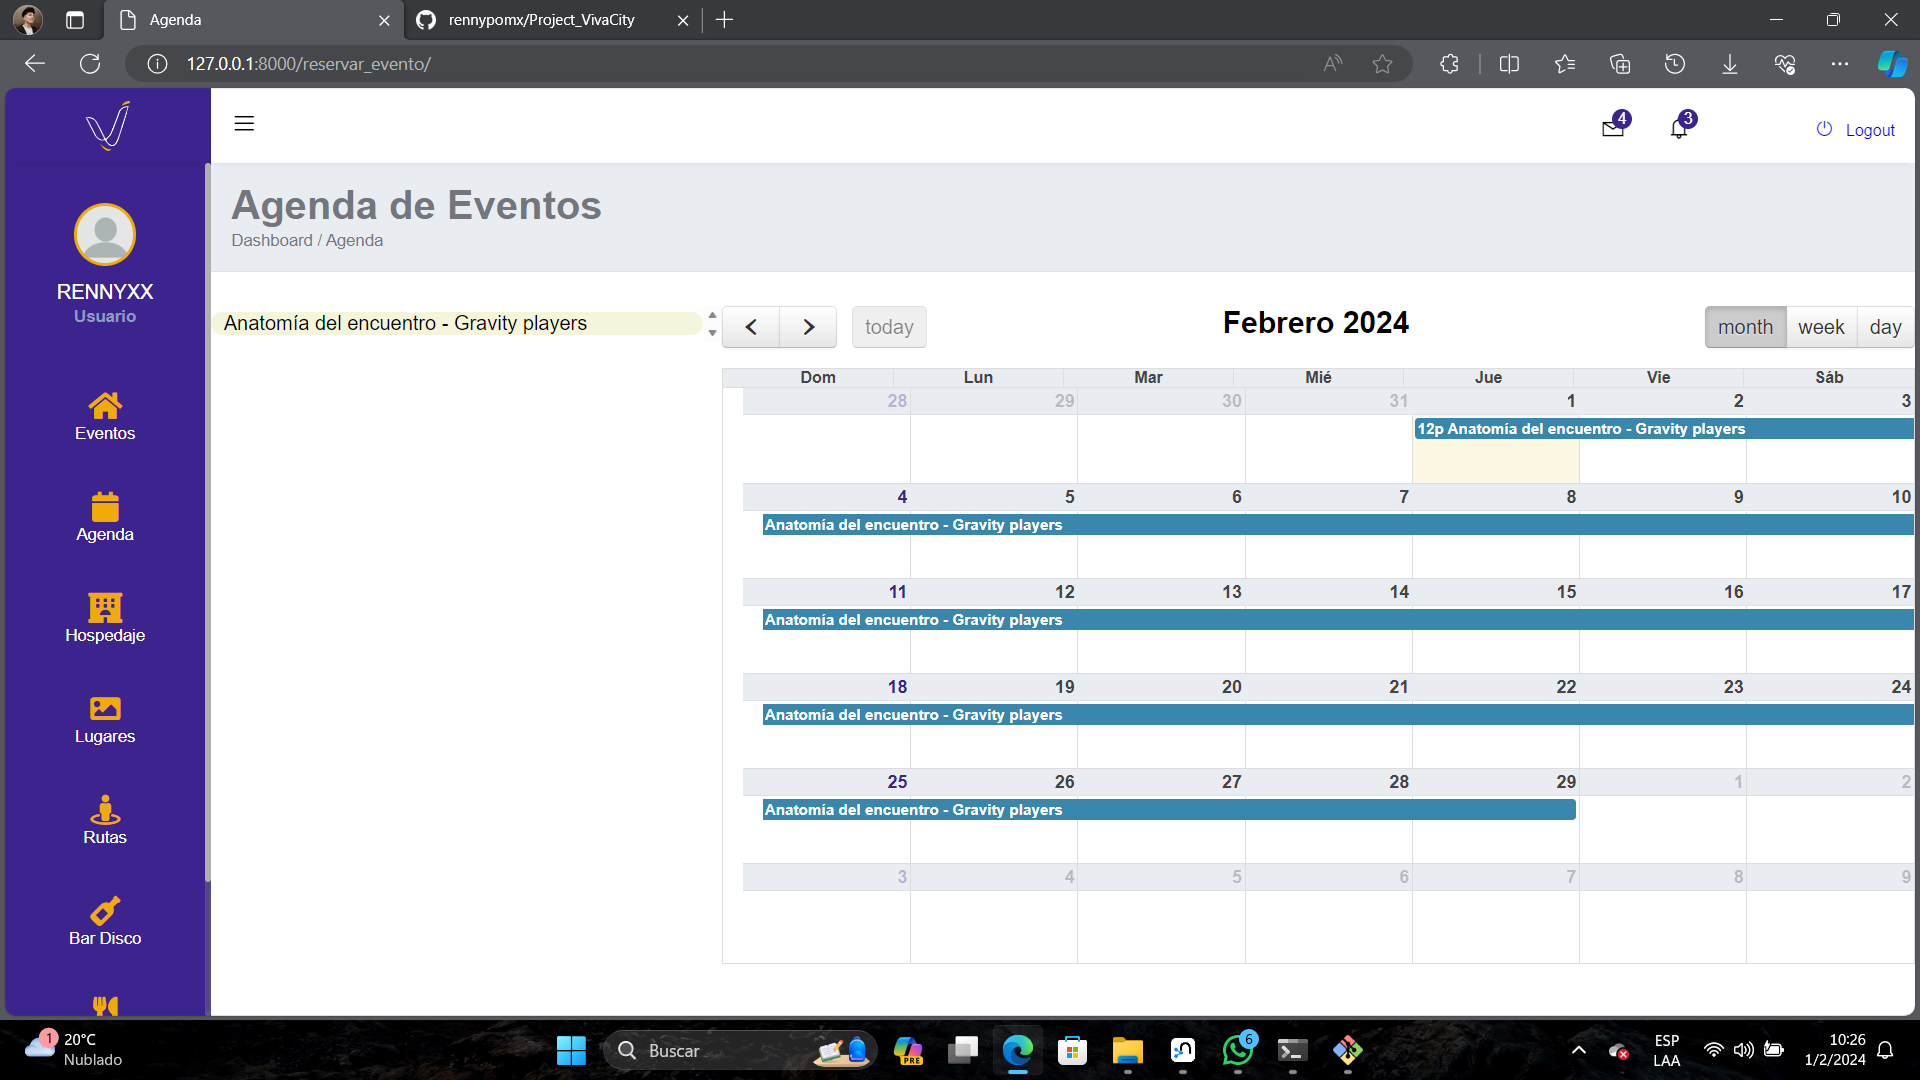 Agenda
rennypomx/Project_VivaCity
127.0.0.1:8000/reservar_evento/
4
3
Logout
RENNYXX
Usuario
Eventos
Agenda
Hospedaje
Lugares
Rutas
Bar Disco
Agenda de Eventos
Dashboard / Agenda
Anatomía del encuentro - Gravity players
today
Febrero 2024
month week day
Dom Lun Mar Mié Jue Vie Sáb
28 29 30 31 1 2 3
12p Anatomía del encuentro - Gravity players
4 5 6 7 8 9 10
Anatomía del encuentro - Gravity players
11 12 13 14 15 16 17
Anatomía del encuentro - Gravity players
18 19 20 21 22 23 24
Anatomía del encuentro - Gravity players
25 26 27 28 29 1 2
Anatomía del encuentro - Gravity players
3 4 5 6 7 8 9
1
20°C
Nublado
Buscar
PRE
6
ESP
LAA
10:26
1/2/2024